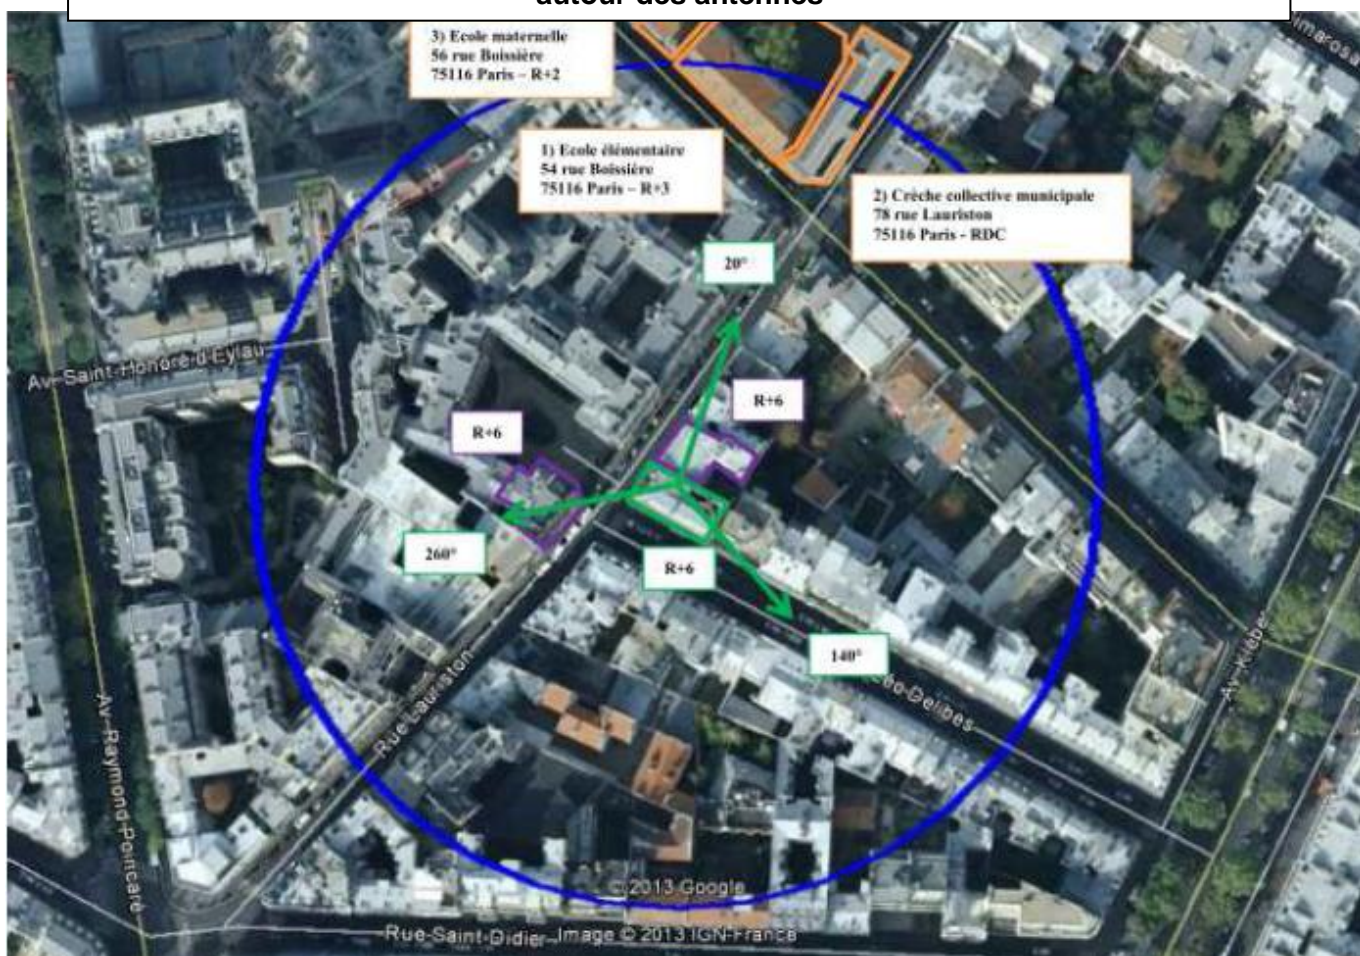 autour des antennes
3) Ecole maternelle
56 rue Boissière
75116 Paris – R+2
1) Ecole élémentaire
54 rue Boissière
75116 Paris – R+3
2) Crèche collective municipale
78 rue Lauriston
75116 Paris - RDC
20°
Av-Saint-Honoré-d'Eylau
R+6
R+6
260°
R+6
140°
Rue Lauriston
Delibes
Av-Kléber
Av-Raymond-Poincaré
© 2013 Google
Rue-Saint-Didier
Image © 2013 IGN-France